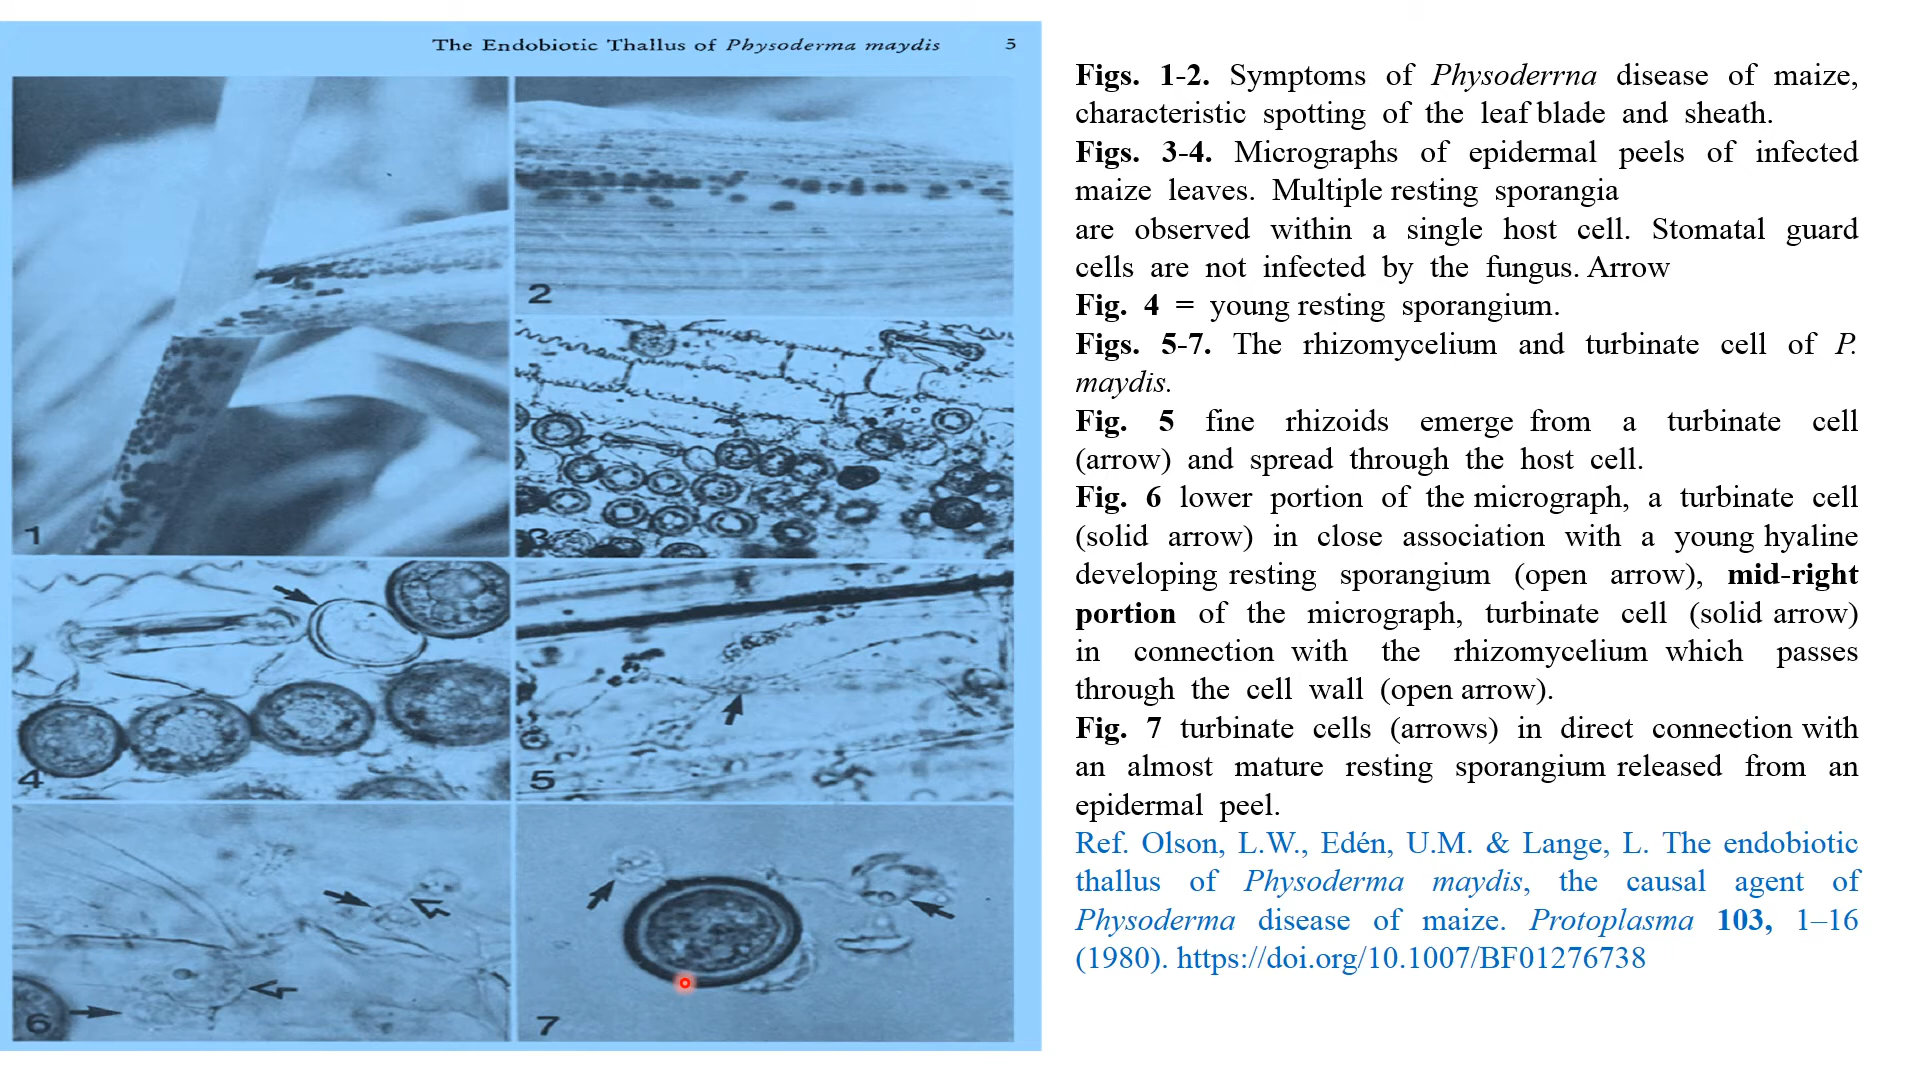 The Endobiotic Thallus of Physoderma maydis 3
1
2
3
4
5
6
7
Figs. 1-2. Symptoms of Physoderrna disease of maize,
characteristic spotting of the leaf blade and sheath.
Figs. 3-4. Micrographs of epidermal peels of infected
maize leaves. Multiple resting sporangia
are observed within a single host cell. Stomatal guard
cells are not infected by the fungus. Arrow
Fig. 4 = young resting sporangium.
Figs. 5-7. The rhizomycelium and turbinate cell of P.
maydis.
Fig. 5 fine rhizoids emerge from a turbinate cell
(arrow) and spread through the host cell.
Fig. 6 lower portion of the micrograph, a turbinate cell
(solid arrow) in close association with a young hyaline
developing resting sporangium (open arrow), mid-right
portion of the micrograph, turbinate cell (solid arrow)
in connection with the rhizomycelium which passes
through the cell wall (open arrow).
Fig. 7 turbinate cells (arrows) in direct connection with
an almost mature resting sporangium released from an
epidermal peel.
Ref. Olson, L.W., Edén, U.M. & Lange, L. The endobiotic
thallus of Physoderma maydis, the causal agent of
Physoderma disease of maize. Protoplasma 103, 1–16
(1980). https://doi.org/10.1007/BF01276738